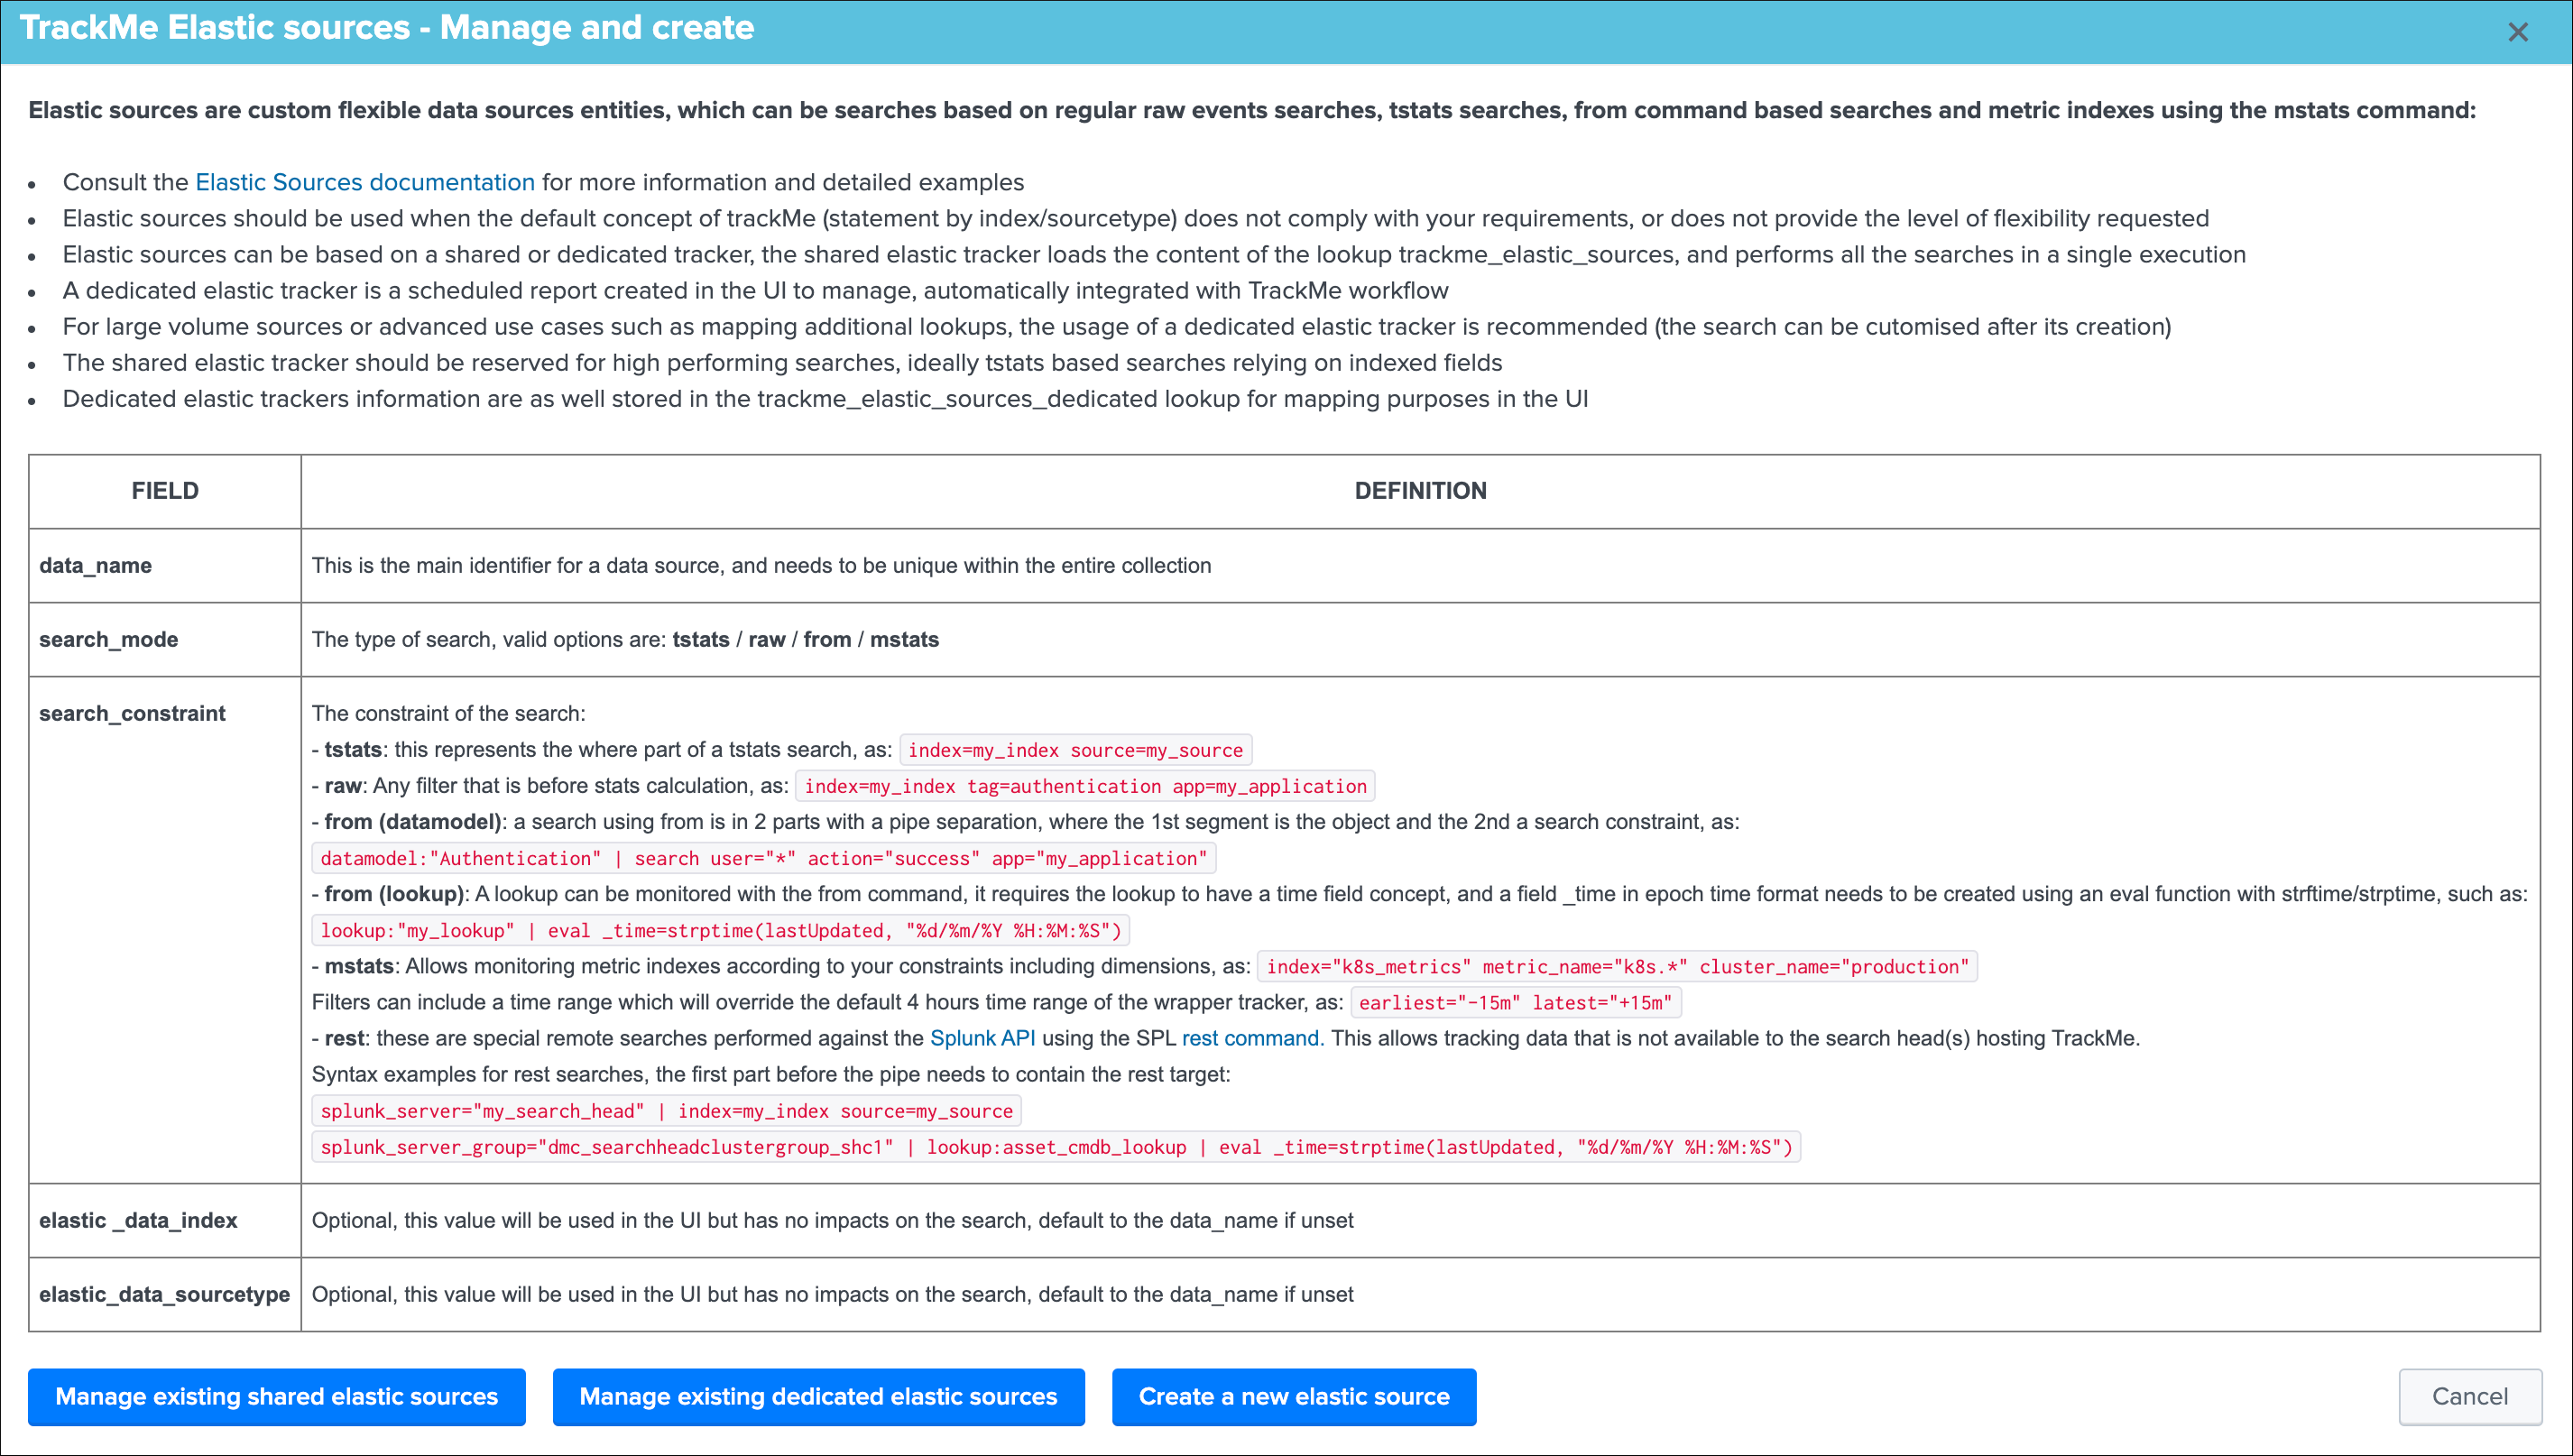 TrackMe Elastic sources - Manage and create
Elastic sources are custom flexible data sources entities, which can be searches based on regular raw events searches, tstats searches, from command based searches and metric indexes using the mstats command:
Consult the Elastic Sources documentation for more information and detailed examples
Elastic sources should be used when the default concept of trackMe (statement by index/sourcetype) does not comply with your requirements, or does not provide the level of flexibility requested
Elastic sources can be based on a shared or dedicated tracker, the shared elastic tracker loads the content of the lookup trackme_elastic_sources, and performs all the searches in a single execution
A dedicated elastic tracker is a scheduled report created in the UI to manage, automatically integrated with TrackMe workflow
For large volume sources or advanced use cases such as mapping additional lookups, the usage of a dedicated elastic tracker is recommended (the search can be cutomised after its creation)
The shared elastic tracker should be reserved for high performing searches, ideally tstats based searches relying on indexed fields
Dedicated elastic trackers information are as well stored in the trackme_elastic_sources_dedicated lookup for mapping purposes in the UI
FIELD DEFINITION
data_name This is the main identifier for a data source, and needs to be unique within the entire collection
search_mode The type of search, valid options are: tstats / raw / from / mstats
search_constraint The constraint of the search:
- tstats: this represents the where part of a tstats search, as: index=my_index source=my_source
- raw: Any filter that is before stats calculation, as: index=my_index tag=authentication app=my_application
- from (datamodel): a search using from is in 2 parts with a pipe separation, where the 1st segment is the object and the 2nd a search constraint, as:
datamodel:"Authentication" | search user="*" action="success" app="my_application"
- from (lookup): A lookup can be monitored with the from command, it requires the lookup to have a time field concept, and a field _time in epoch time format needs to be created using an eval function with strftime/strptime, such as:
lookup:"my_lookup" | eval _time=strptime(lastUpdated, "%d/%m/%Y %H:%M:%S")
- mstats: Allows monitoring metric indexes according to your constraints including dimensions, as: index="k8s_metrics" metric_name="k8s.*" cluster_name="production"
Filters can include a time range which will override the default 4 hours time range of the wrapper tracker, as: earliest="-15m" latest="+15m"
- rest: these are special remote searches performed against the Splunk API using the SPL rest command. This allows tracking data that is not available to the search head(s) hosting TrackMe.
Syntax examples for rest searches, the first part before the pipe needs to contain the rest target:
splunk_server="my_search_head" | index=my_index source=my_source
splunk_server_group="dmc_searchheadclustergroup_shc1" | lookup:asset_cmdb_lookup | eval _time=strptime(lastUpdated, "%d/%m/%Y %H:%M:%S")
elastic _data_index Optional, this value will be used in the UI but has no impacts on the search, default to the data_name if unset
elastic_data_sourcetype Optional, this value will be used in the UI but has no impacts on the search, default to the data_name if unset
Manage existing shared elastic sources Manage existing dedicated elastic sources Create a new elastic source Cancel